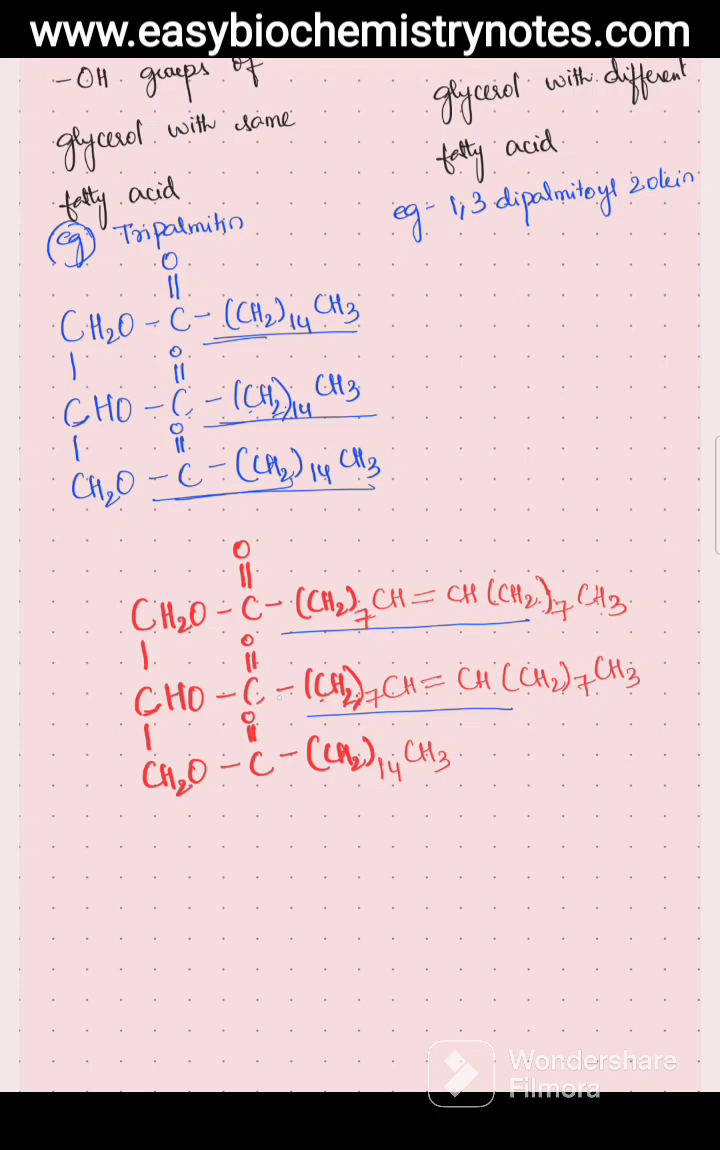 www.easybiochemistrynotes.com
-OH groups of
glycerol with same
fatty acid
eg Tripalmitin
glycerol with different
fatty acid
eg- 1,3 dipalmitoyl 2 olein
O
||
CH2O - C - (CH2)14 CH3
|
O
||
CHO - C - (CH2)14 CH3
|
O
||
CH2O - C - (CH2)14 CH3
O
||
CH2O - C - (CH2)7 CH = CH (CH2)7 CH3
|
O
||
CHO - C - (CH2)7 CH = CH (CH2)7 CH3
|
O
||
CH2O - C - (CH2)14 CH3
Wondershare
Filmora